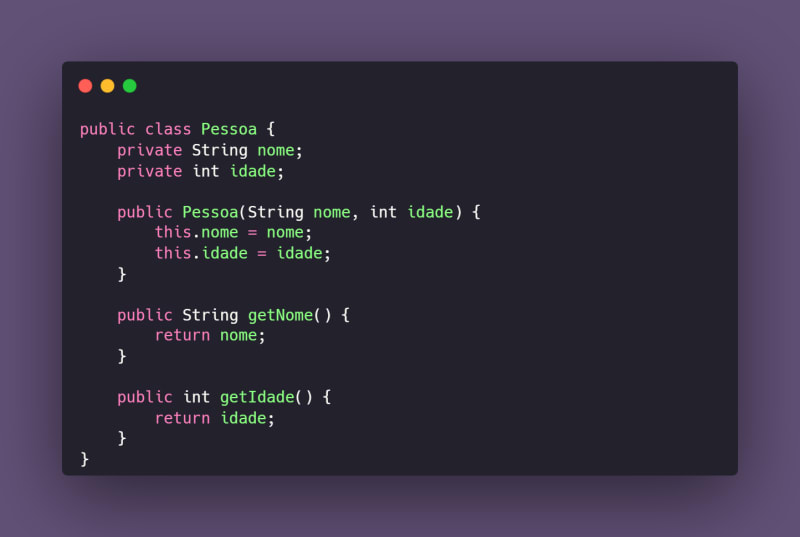 public class Pessoa {
    private String nome;
    private int idade;

    public Pessoa(String nome, int idade) {
        this.nome = nome;
        this.idade = idade;
    }

    public String getNome() {
        return nome;
    }

    public int getIdade() {
        return idade;
    }
}